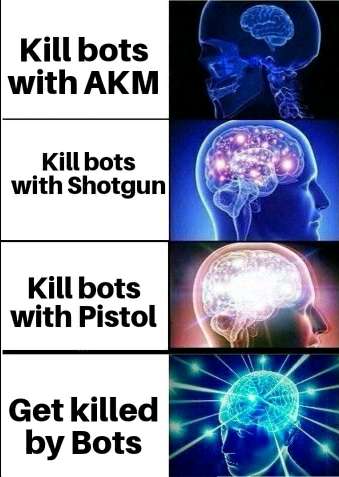 Kill bots
with AKM
Kill bots
with Shotgun
Kill bots
with Pistol
Get killed
by Bots